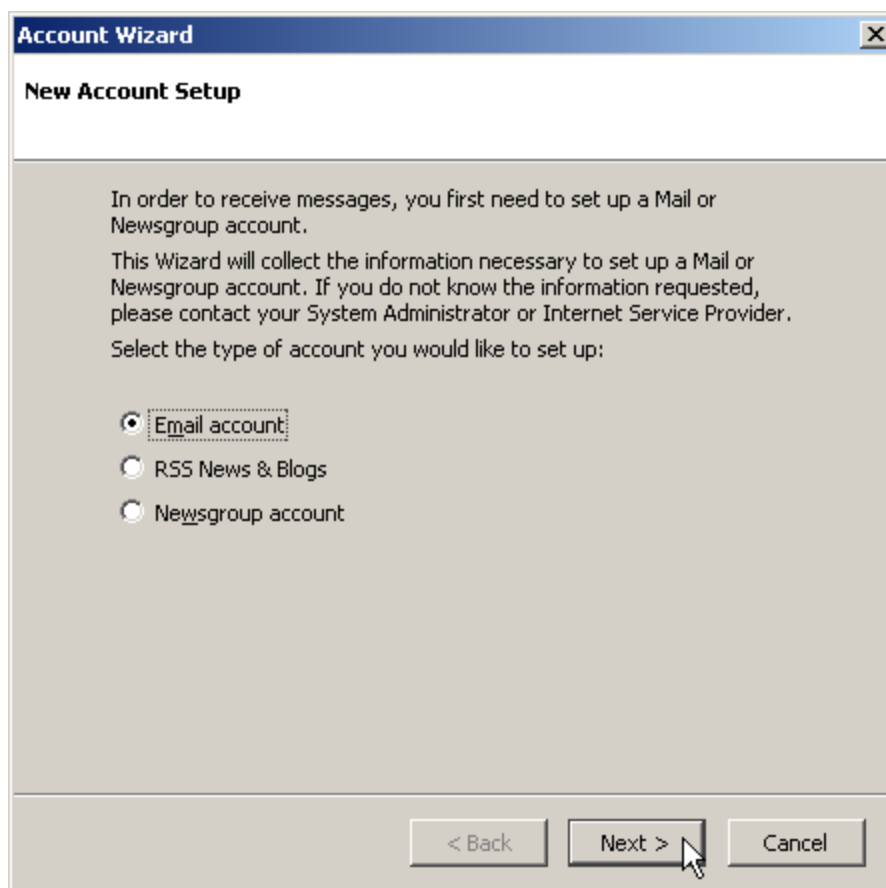 Account Wizard
New Account Setup
In order to receive messages, you first need to set up a Mail or
Newsgroup account.
This Wizard will collect the information necessary to set up a Mail or
Newsgroup account. If you do not know the information requested,
please contact your System Administrator or Internet Service Provider.
Select the type of account you would like to set up:
Email account
RSS News & Blogs
Newsgroup account
< Back Next > Cancel